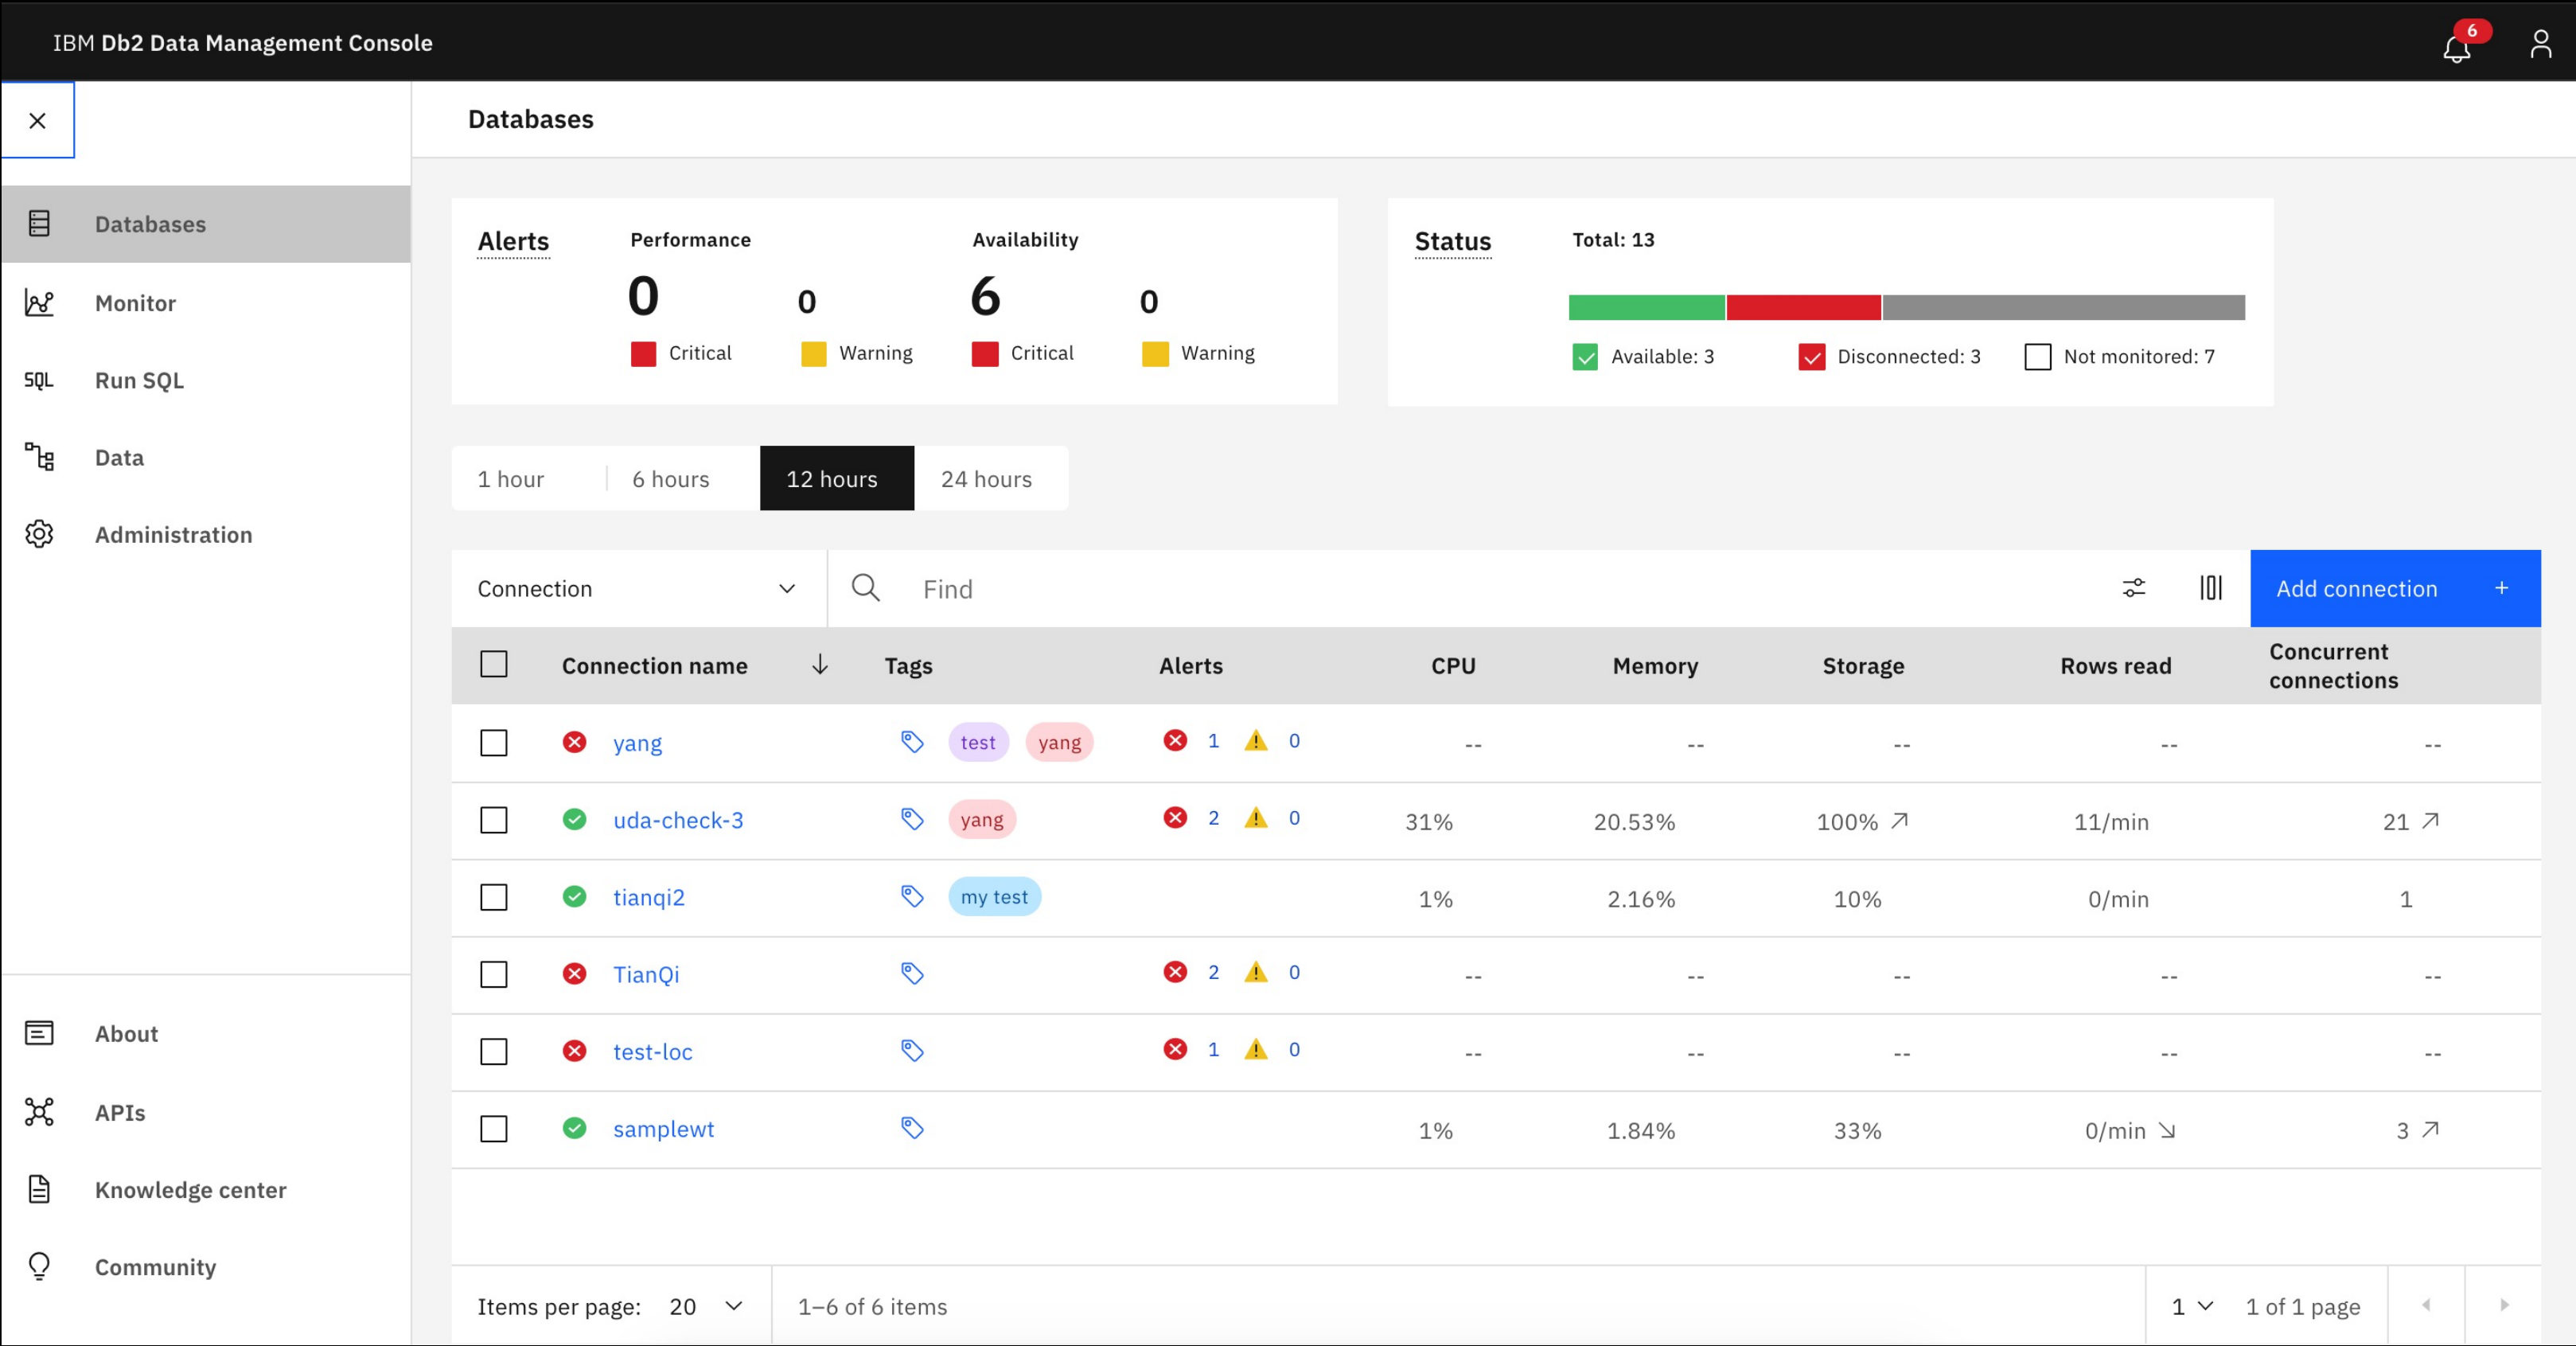 IBM Db2 Data Management Console
6
Databases
Databases
Monitor
SQL Run SQL
Data
Administration
About
APIs
Knowledge center
Community
Alerts
Performance Availability
0 0 6 0
Critical Warning Critical Warning
Status
Total: 13
Available: 3 Disconnected: 3 Not monitored: 7
1 hour 6 hours 12 hours 24 hours
Connection Find Add connection +
Connection name Tags Alerts CPU Memory Storage Rows read Concurrent
connections
yang test yang 1 0 -- -- -- -- --
uda-check-3 yang 2 0 31% 20.53% 100% 11/min 21
tianqi2 my test 1% 2.16% 10% 0/min 1
TianQi 2 0 -- -- -- -- --
test-loc 1 0 -- -- -- -- --
samplewt 1% 1.84% 33% 0/min 3
Items per page: 20 1–6 of 6 items 1 1 of 1 page